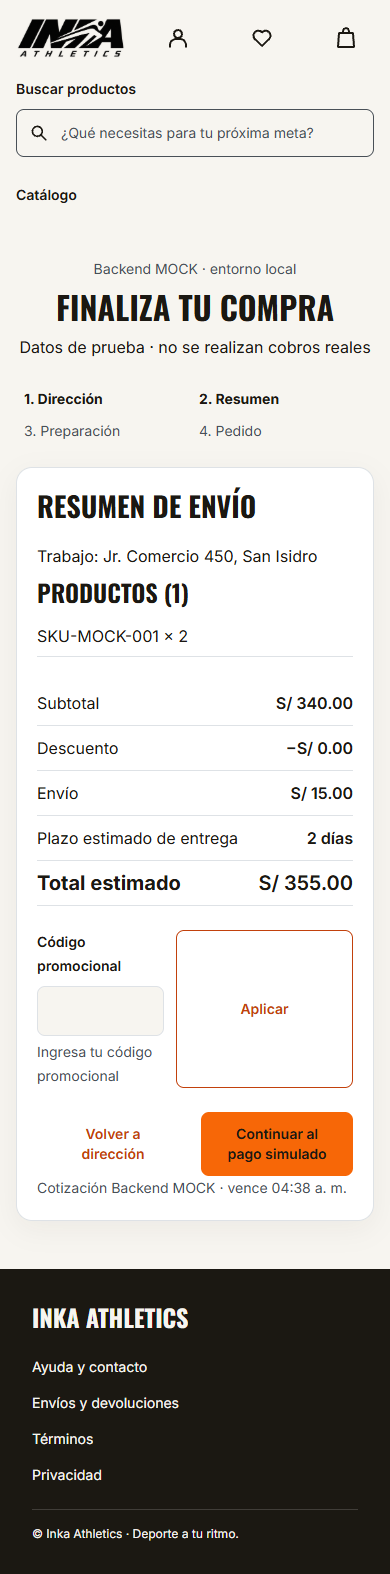 INKA
ATHLETICS
Buscar productos
¿Qué necesitas para tu próxima meta?
Catálogo
Backend MOCK · entorno local
FINALIZA TU COMPRA
Datos de prueba · no se realizan cobros reales
1. Dirección
2. Resumen
3. Preparación
4. Pedido
RESUMEN DE ENVÍO
Trabajo: Jr. Comercio 450, San Isidro
PRODUCTOS (1)
SKU-MOCK-001 × 2
Subtotal S/ 340.00
Descuento −S/ 0.00
Envío S/ 15.00
Plazo estimado de entrega 2 días
Total estimado S/ 355.00
Código
promocional
Ingresa tu código
promocional
Aplicar
Volver a
dirección
Continuar al
pago simulado
Cotización Backend MOCK · vence 04:38 a. m.
INKA ATHLETICS
Ayuda y contacto
Envíos y devoluciones
Términos
Privacidad
© Inka Athletics · Deporte a tu ritmo.